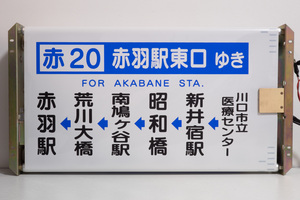 赤20 赤羽駅東口 ゆき
FOR AKABANE STA.
川口市立
医療センター
新井宿駅
昭和橋
南鳩ヶ谷駅
荒川大橋
赤羽駅